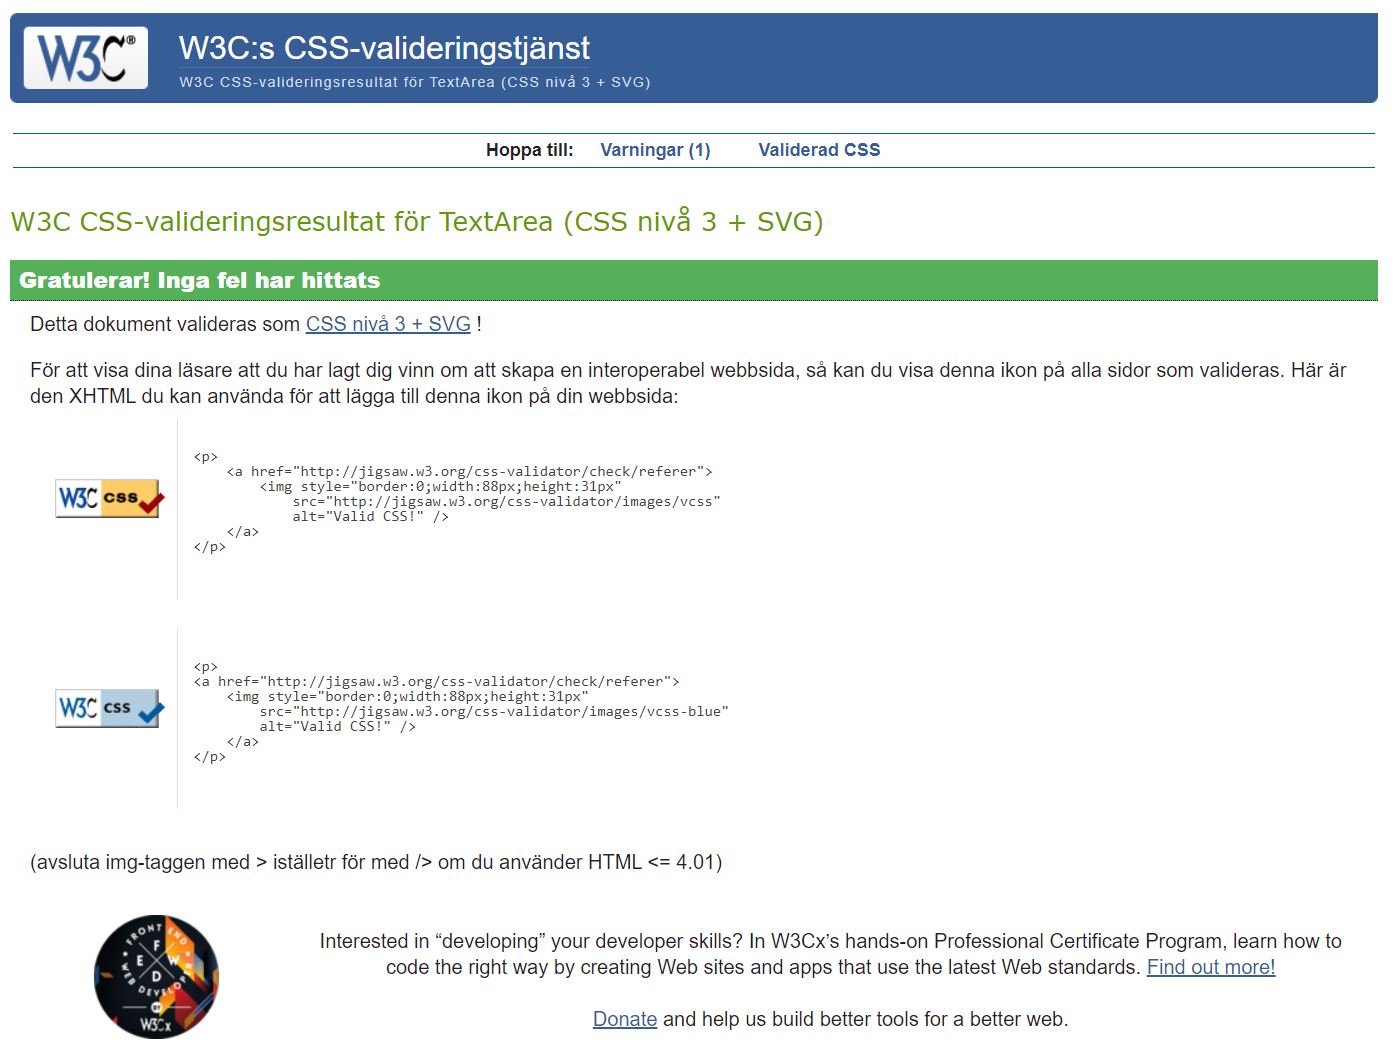 W3C®
W3C:s CSS-valideringstjänst
W3C CSS-valideringsresultat för TextArea (CSS nivå 3 + SVG)
Hoppa till: Varningar (1) Validerad CSS
W3C CSS-valideringsresultat för TextArea (CSS nivå 3 + SVG)
Gratulerar! Inga fel har hittats
Detta dokument valideras som CSS nivå 3 + SVG !
För att visa dina läsare att du har lagt dig vinn om att skapa en interoperabel webbsida, så kan du visa denna ikon på alla sidor som valideras. Här är
den XHTML du kan använda för att lägga till denna ikon på din webbsida:
W3C css
<p>
<a href="http://jigsaw.w3.org/css-validator/check/referer">
<img style="border:0;width:88px;height:31px"
src="http://jigsaw.w3.org/css-validator/images/vcss"
alt="Valid CSS!" />
</a>
</p>
W3C css
<p>
<a href="http://jigsaw.w3.org/css-validator/check/referer">
<img style="border:0;width:88px;height:31px"
src="http://jigsaw.w3.org/css-validator/images/vcss-blue"
alt="Valid CSS!" />
</a>
</p>
(avsluta img-taggen med > iställetr för med /> om du använder HTML <= 4.01)
FRONT END WEB DEVELOPER
F E W D
BY
W3Cx
Interested in “developing” your developer skills? In W3Cx’s hands-on Professional Certificate Program, learn how to
code the right way by creating Web sites and apps that use the latest Web standards. Find out more!
Donate and help us build better tools for a better web.